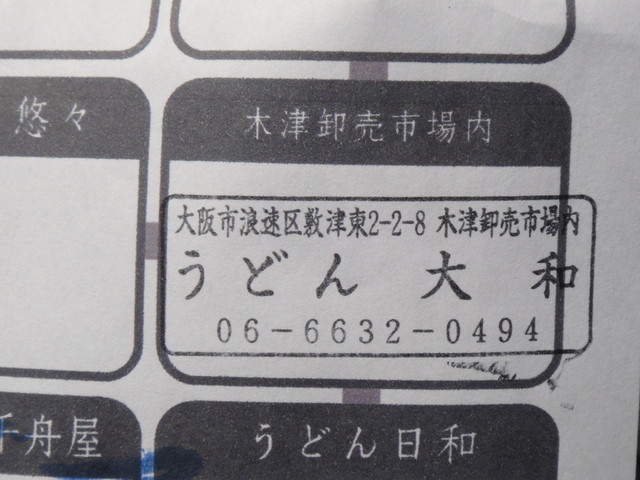 悠々
木津卸売市場内
大阪市浪速区敷津東2-2-8 木津卸売市場内
うどん 大 和
06-6632-0494
千舟屋
うどん日和